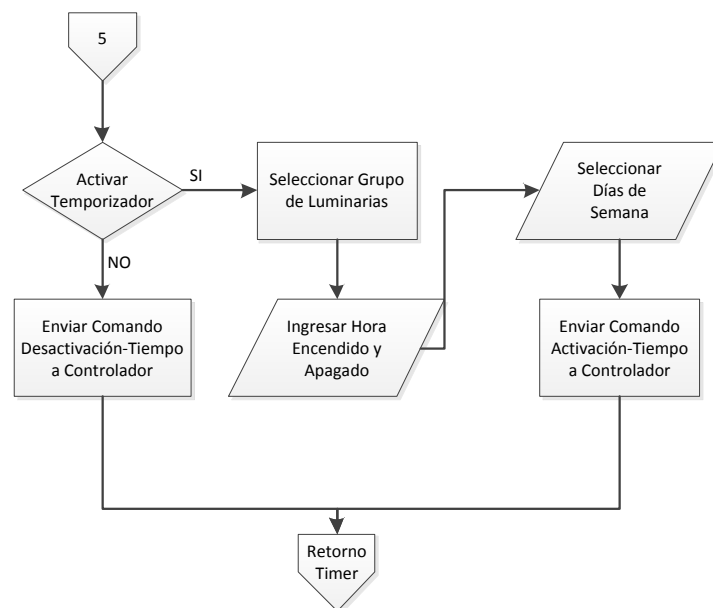 5
Activar
Temporizador
SI
NO
Seleccionar Grupo
de Luminarias
Seleccionar
Días de
Semana
Enviar Comando
Desactivación-Tiempo
a Controlador
Ingresar Hora
Encendido y
Apagado
Enviar Comando
Activación-Tiempo
a Controlador
Retorno
Timer